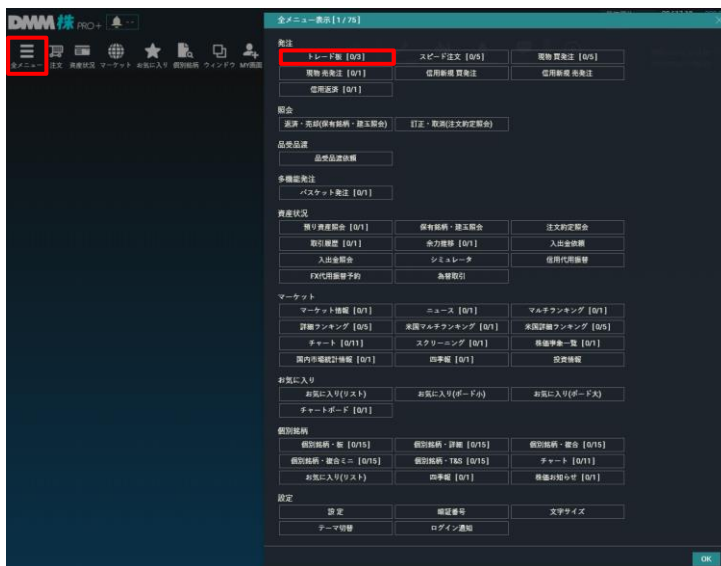 DMM株 PRO+
全メニュー 注文 資産状況 マーケット お気に入り 個別銘柄 ウィンドウ MY画面
全メニュー表示[1/75]
発注
トレード板 [0/3] スピード注文 [0/5] 現物 買発注 [0/5]
現物 売発注 [0/1] 信用新規 買発注 信用新規 売発注
信用返済 [0/1]
照会
返済・売却(保有銘柄・建玉照会) 訂正・取消(注文約定照会)
品受品渡
品受品渡依頼
多機能発注
バスケット発注 [0/1]
資産状況
預り資産照会 [0/1] 保有銘柄・建玉照会 注文約定照会
取引履歴 [0/1] 余力推移 [0/1] 入出金依頼
入出金照会 シミュレータ 信用代用振替
FX代用振替予約 為替取引
マーケット
マーケット情報 [0/1] ニュース [0/1] マルチランキング [0/1]
詳細ランキング [0/5] 米国マルチランキング [0/1] 米国詳細ランキング [0/5]
チャート [0/11] スクリーニング [0/1] 株価準象一覧 [0/1]
国内市場統計情報 [0/1] 四季報 [0/1] 投資情報
お気に入り
お気に入り(リスト) お気に入り(ボード小) お気に入り(ボード大)
チャートボード [0/1]
個別銘柄
個別銘柄・板 [0/15] 個別銘柄・詳細 [0/15] 個別銘柄・複合 [0/15]
個別銘柄・複合ミニ [0/15] 個別銘柄・T&S [0/15] チャート [0/11]
お気に入り(リスト) 四季報 [0/1] 株価お知らせ [0/1]
設定
設定 暗証番号 文字サイズ
テーマ切替 ログイン通知
OK